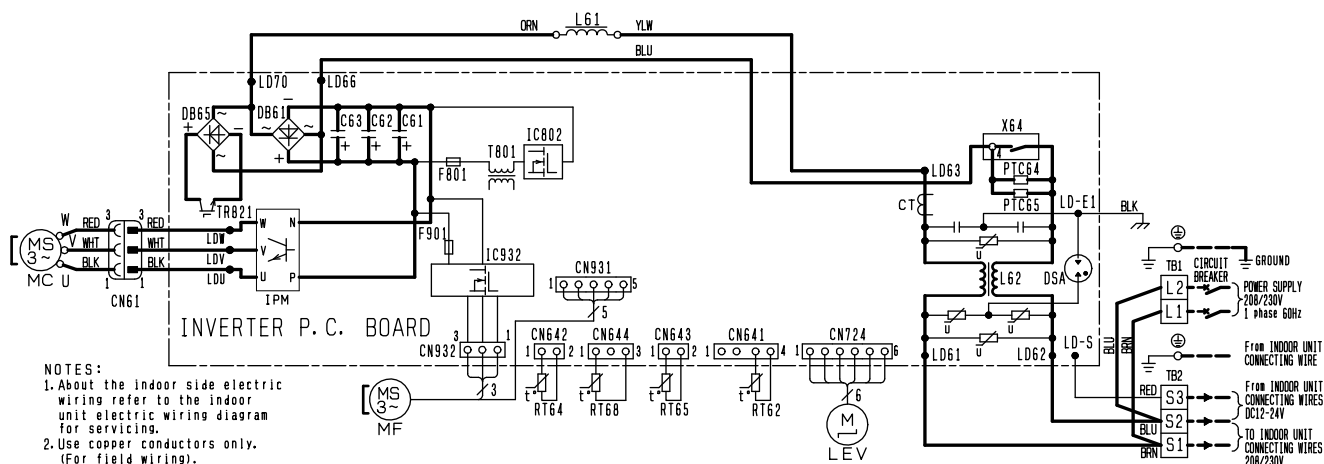 ORN L61 YLW
BLU
LD70 LD66
DB65 ~ + - ~
DB61 - ~ ~ +
C63 C62 C61
+ + +
IC802
T801
F801
X64
4
LD63
PTC64
PTC65
LD-E1
BLK
CT
TR821
W RED 3 3 RED LDW W N
V WHT WHT LDV V
U BLK 1 1 BLK LDU U P
MS
3~
MC
CN61
IPM
F901
IC932
U
L62
DSA
U
U
CN931
1 5
5
INVERTER P.C. BOARD
3 1
CN932
3
CN642
1 2
CN644
1 3
CN643
1 2
CN641
1 4
CN724
1 6
6
t° t° t° t°
RT64 RT68 RT65 RT62
MS
3~
MF
M
LEV
LD61 LD62 LD-S
BLU BRN
GROUND
TB1
CIRCUIT
BREAKER
L2
L1
POWER SUPPLY
208/230V
1 phase 60Hz
From INDOOR UNIT
CONNECTING WIRE
TB2
RED S3
BLU S2
BRN S1
From INDOOR UNIT
CONNECTING WIRES
DC12-24V
TO INDOOR UNIT
CONNECTING WIRES
208/230V
NOTES:
1. About the indoor side electric
wiring refer to the indoor
unit electric wiring diagram
for servicing.
2. Use copper conductors only.
(For field wiring).